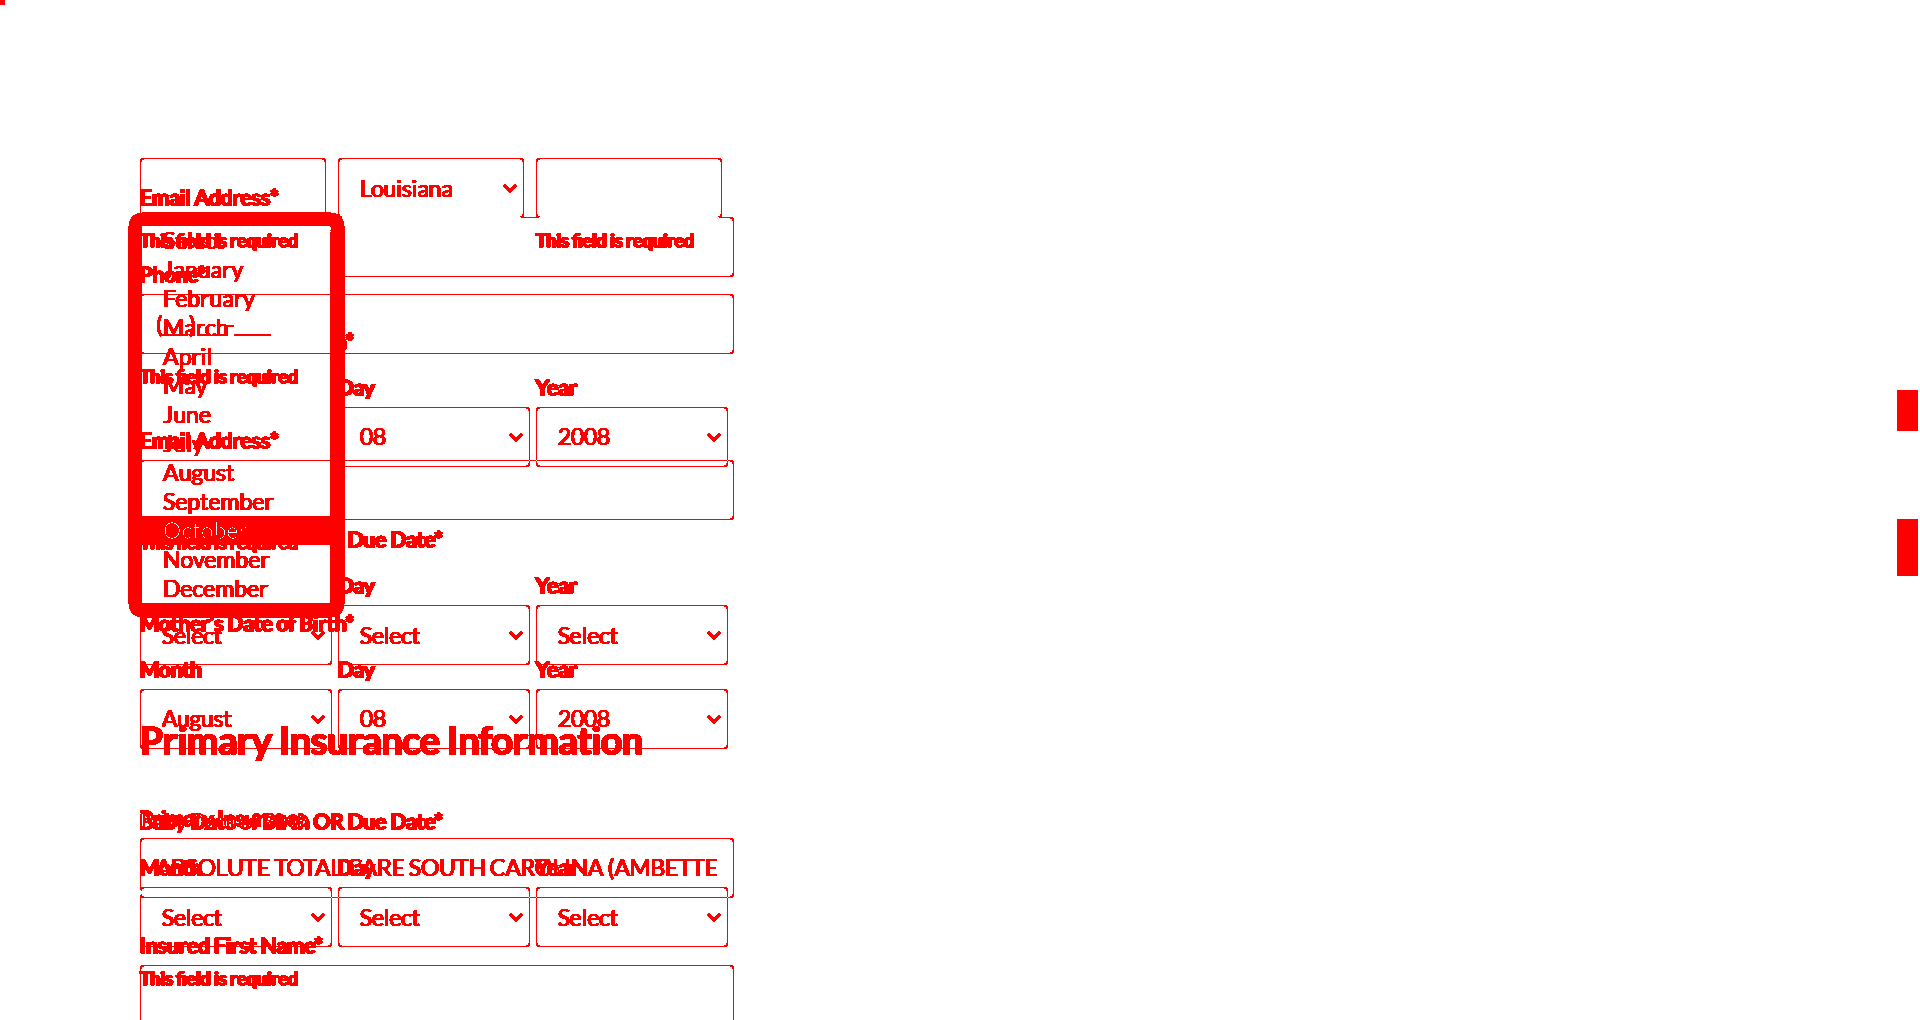 Louisiana
Email Address*
This field is required
This field is required
Select
January
Phone*
February
(
March
)
-
April
This field is required
May
Day
Year
June
08
2008
Email Address*
July
August
September
October
Due Date*
This field is required
November
December
Day
Year
Mother's Date of Birth*
Select
Select
Select
Month
Day
Year
August
08
2008
Primary Insurance Information
Baby Date of Birth OR Due Date*
Primary Insurance
Month
Day
Year
ABSOLUTE TOTAL CARE SOUTH CAROLINA (AMBETTE
Select
Select
Select
Insured First Name*
This field is required